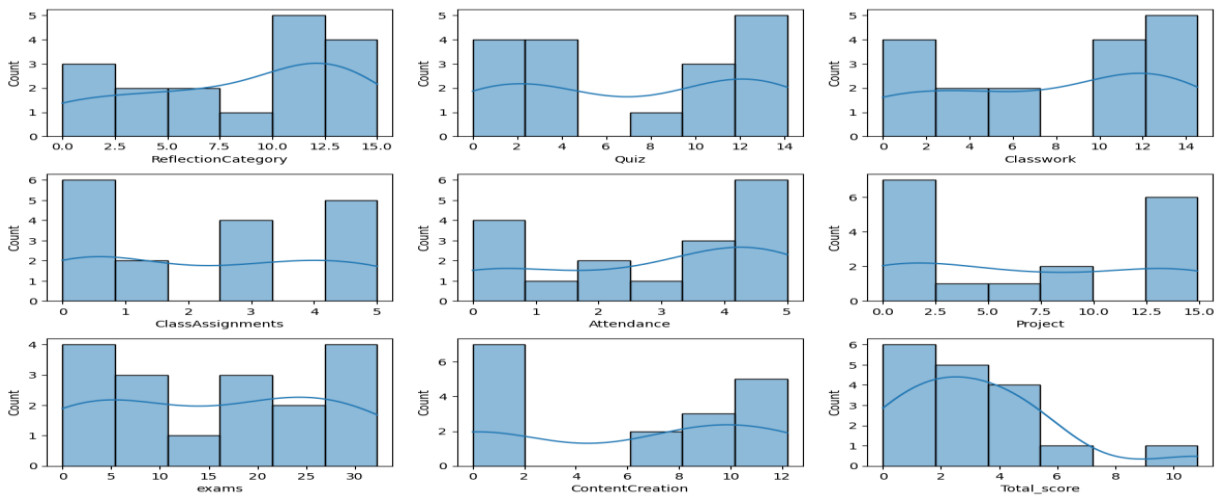 5
4
3
2
1
0
Count
0.0 2.5 5.0 7.5 10.0 12.5 15.0
ReflectionCategory
5
4
3
2
1
0
Count
0 2 4 6 8 10 12 14
Quiz
5
4
3
2
1
0
Count
0 2 4 6 8 10 12 14
Classwork
6
5
4
3
2
1
0
Count
0 1 2 3 4 5
ClassAssignments
6
5
4
3
2
1
0
Count
0 1 2 3 4 5
Attendance
6
4
2
0
Count
0.0 2.5 5.0 7.5 10.0 12.5 15.0
Project
4
3
2
1
0
Count
0 5 10 15 20 25 30
exams
6
4
2
0
Count
0 2 4 6 8 10 12
ContentCreation
6
5
4
3
2
1
0
Count
0 2 4 6 8 10
Total_score